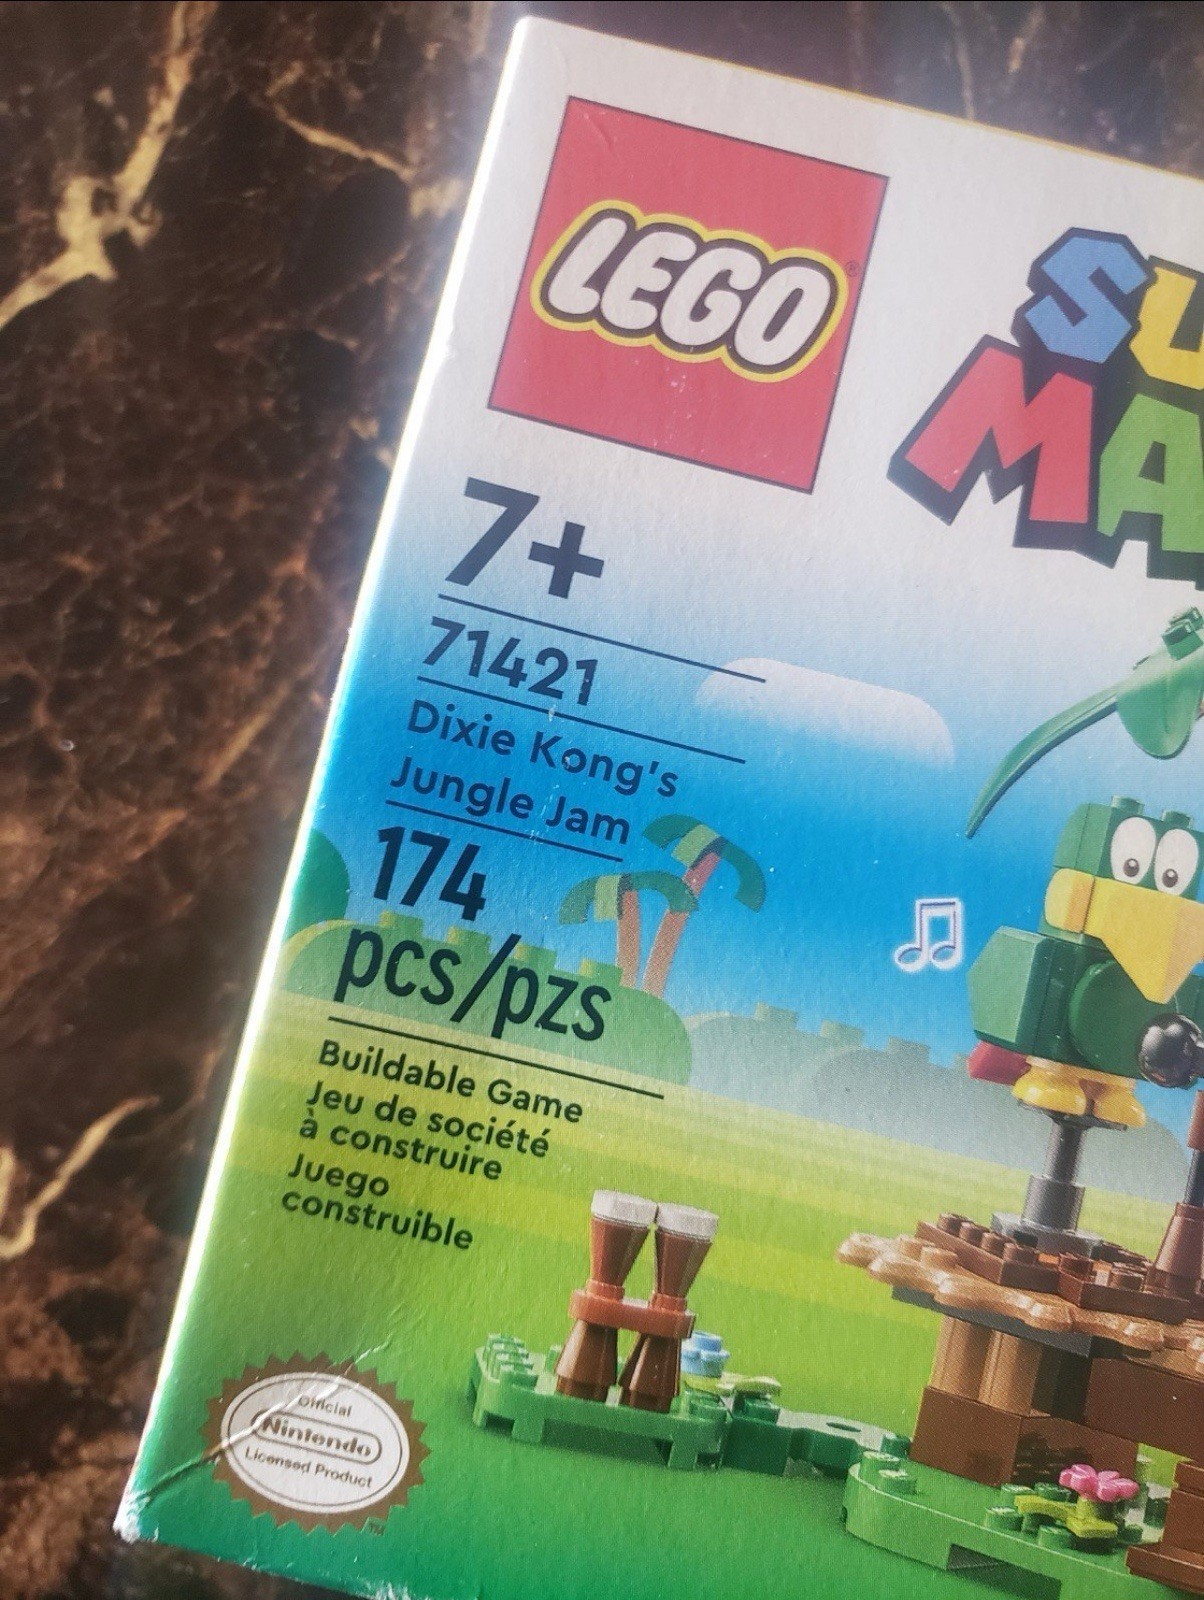 LEGO
SU
MA
7+
71421
Dixie Kong's
Jungle Jam
174
pcs/pzs
Buildable Game
Jeu de société
à construire
Juego
construible
Official
Nintendo
Licensed Product
TM